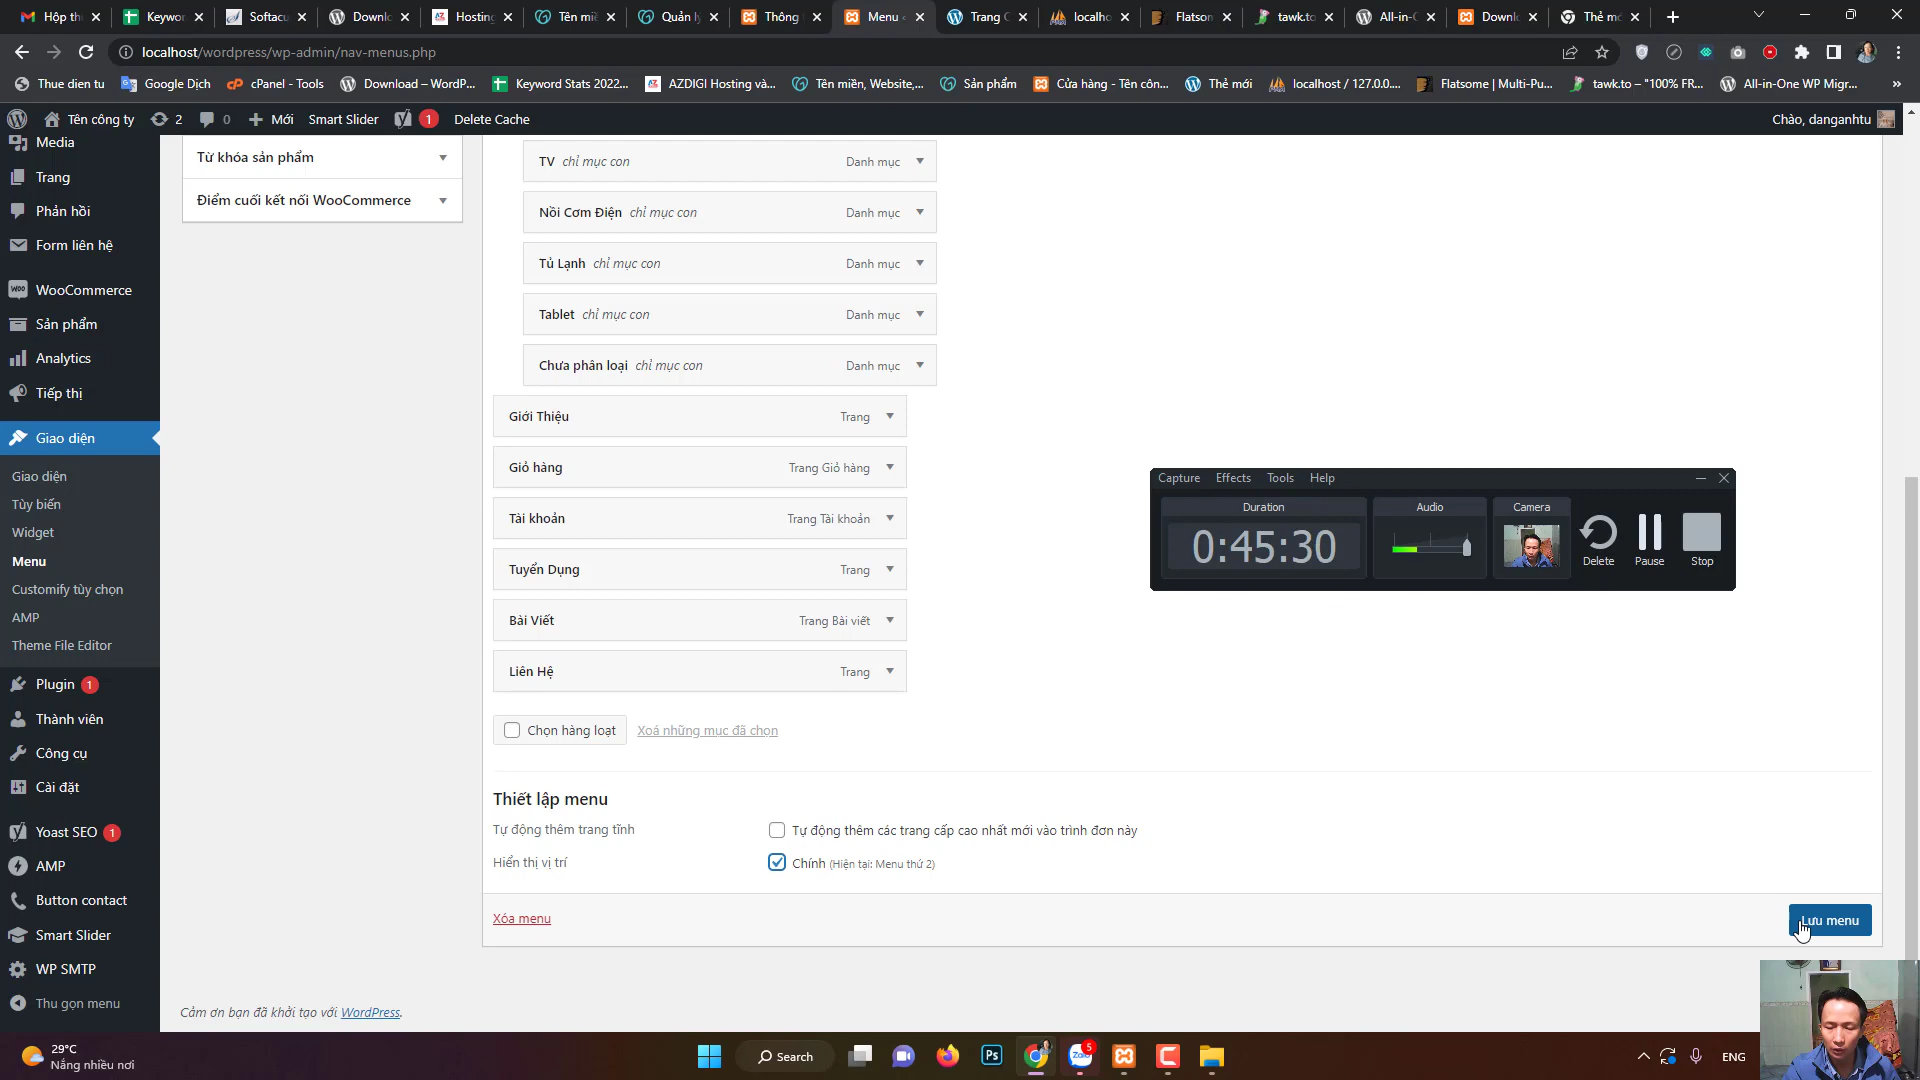 Hộp th
Keywor
Softacu
Downlo
Hosting
Tên miề
Quản lý
Thông
Menu
Trang C
localho
Flatsom
tawk.to
All-in-O
Downl
Thẻ mớ
localhost/wordpress/wp-admin/nav-menus.php
Thue dien tu
Google Dịch
cPanel - Tools
Download – WordP...
Keyword Stats 2022...
AZDIGI Hosting và...
Tên miền, Website,...
Sản phẩm
Cửa hàng - Tên côn...
Thẻ mới
localhost / 127.0.0....
Flatsome | Multi-Pu...
tawk.to – "100% FR...
All-in-One WP Migr...
Tên công ty
2
0
Mới
Smart Slider
1
Delete Cache
Chào, danganhtu
Media
Trang
Phản hồi
Form liên hệ
WooCommerce
Sản phẩm
Analytics
Tiếp thị
Giao diện
Giao diện
Tùy biến
Widget
Menu
Customify tùy chọn
AMP
Theme File Editor
Plugin 1
Thành viên
Công cụ
Cài đặt
Yoast SEO 1
AMP
Button contact
Smart Slider
WP SMTP
Thu gọn menu
Từ khóa sản phẩm
Điểm cuối kết nối WooCommerce
TV chỉ mục con Danh mục
Nồi Cơm Điện chỉ mục con Danh mục
Tủ Lạnh chỉ mục con Danh mục
Tablet chỉ mục con Danh mục
Chưa phân loại chỉ mục con Danh mục
Giới Thiệu Trang
Giỏ hàng Trang Giỏ hàng
Tài khoản Trang Tài khoản
Tuyển Dụng Trang
Bài Viết Trang Bài viết
Liên Hệ Trang
Chọn hàng loạt Xoá những mục đã chọn
Thiết lập menu
Tự động thêm trang tĩnh Tự động thêm các trang cấp cao nhất mới vào trình đơn này
Hiển thị vị trí Chính (Hiện tại: Menu thứ 2)
Xóa menu
Lưu menu
Cảm ơn bạn đã khởi tạo với WordPress.
Capture Effects Tools Help
Duration Audio Camera
0:45:30
Delete Pause Stop
29°C
Nắng nhiều nơi
Search
Zalo
5
ENG